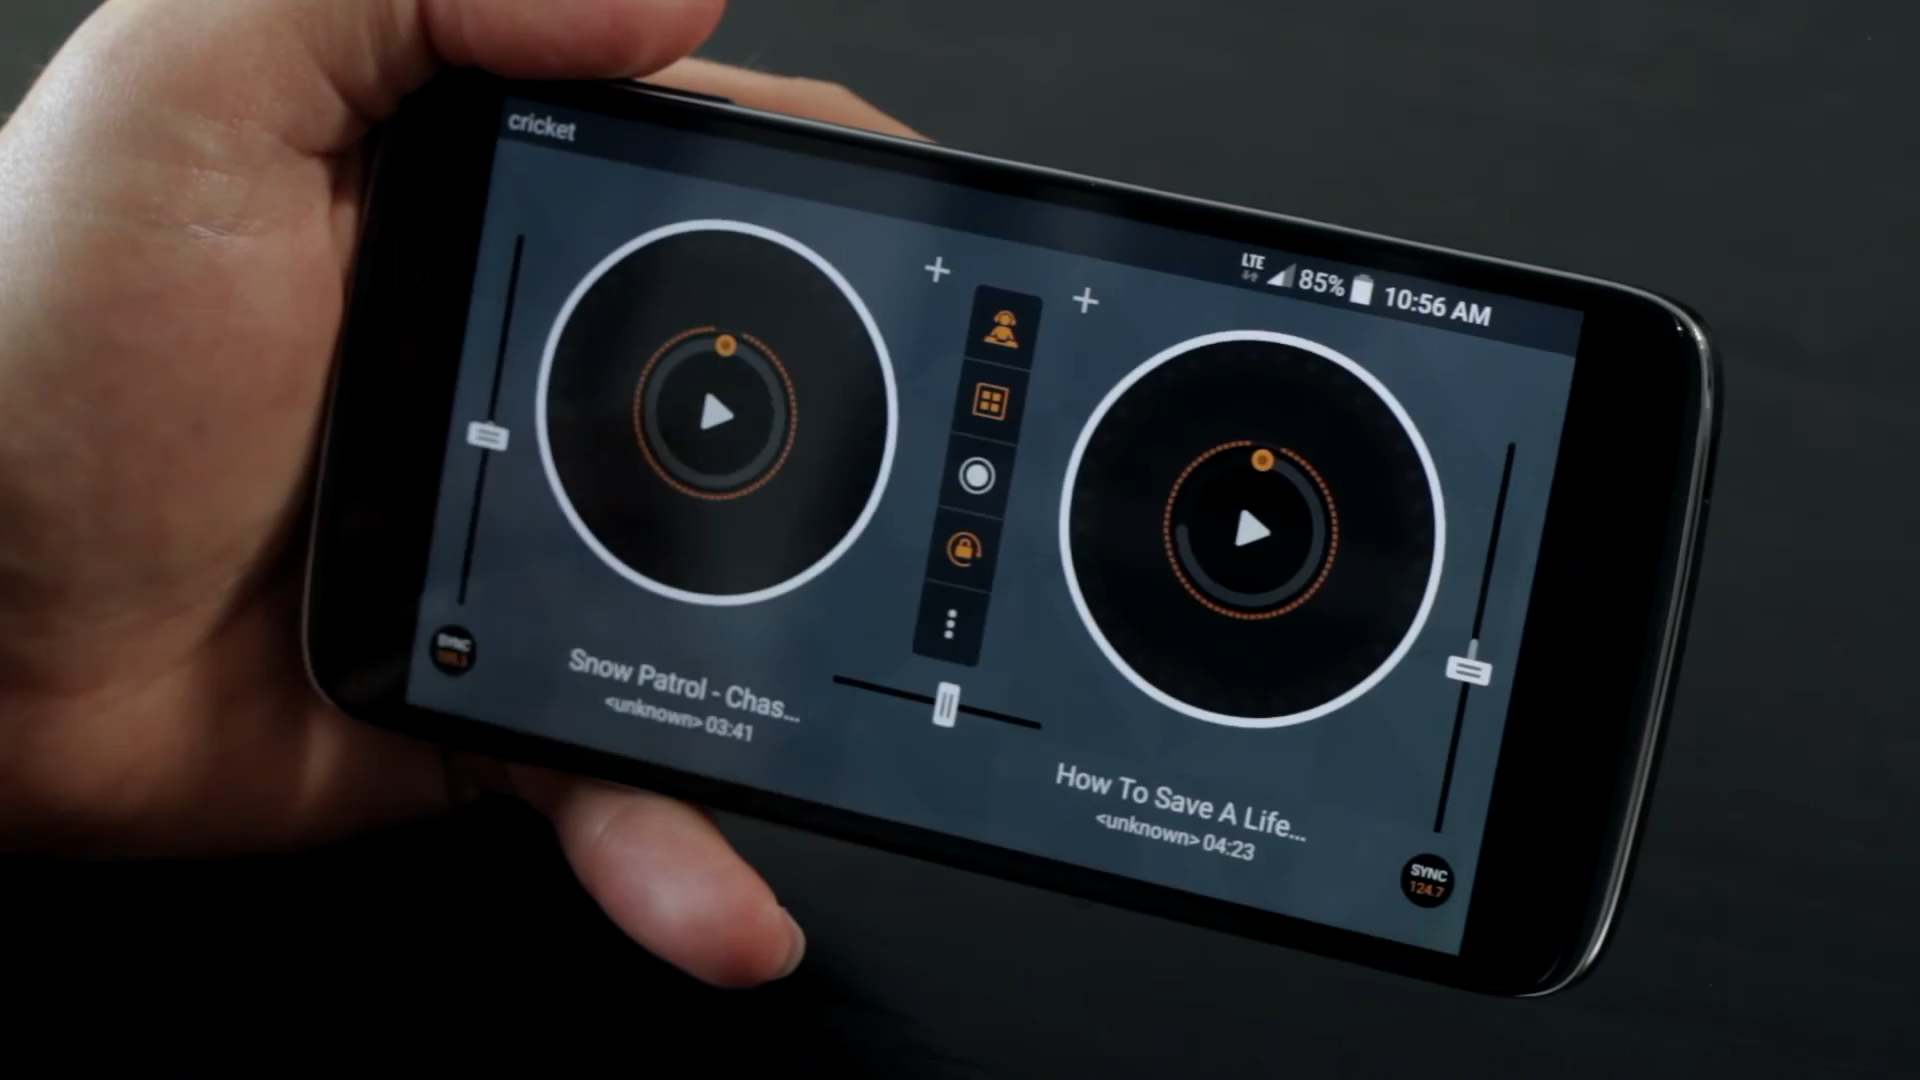 cricket
LTE 85% 10:56 AM
Snow Patrol - Chas...
<unknown> 03:41
How To Save A Life...
<unknown> 04:23
SYNC
SYNC
124.7